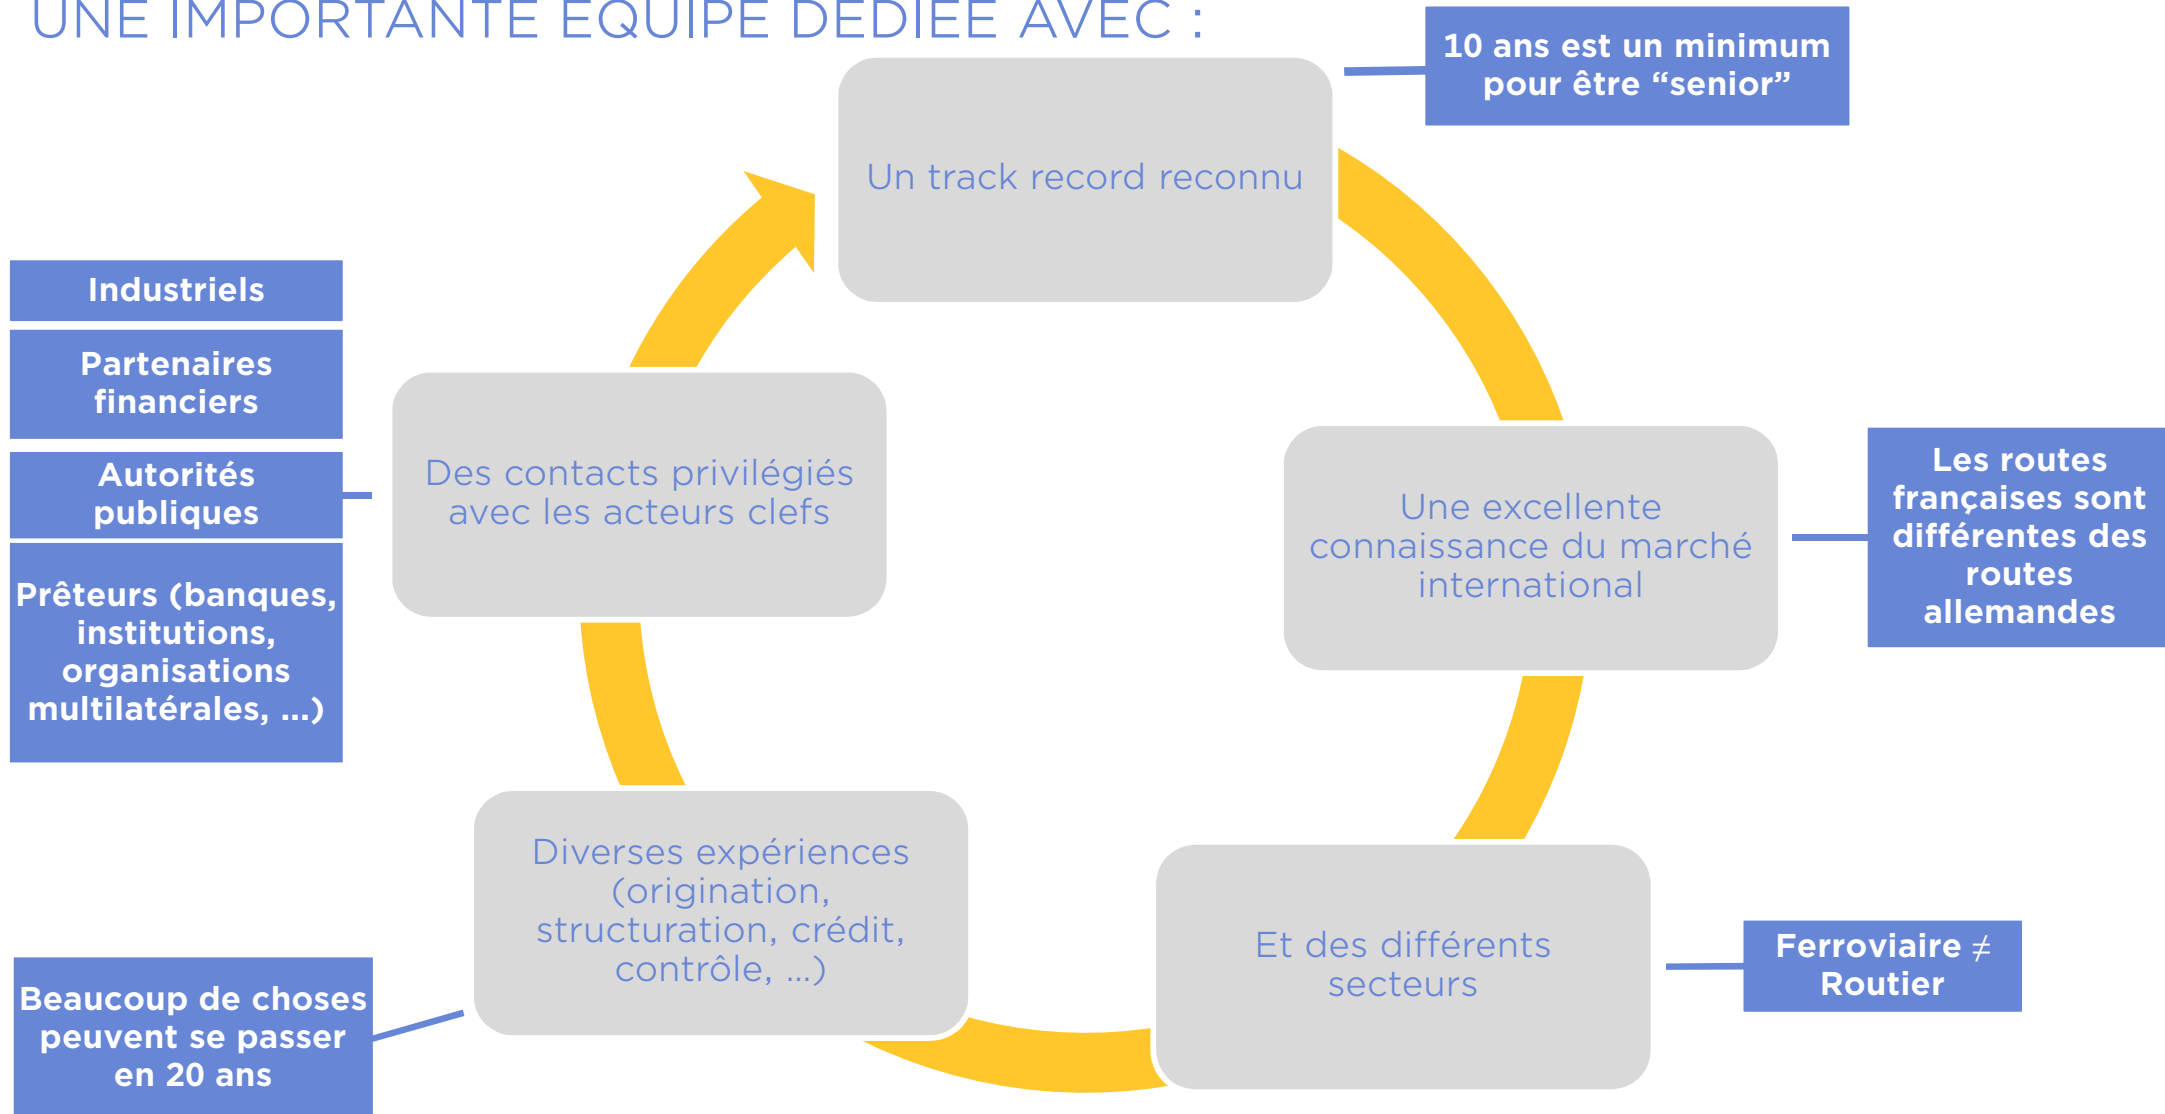 UNE IMPORTANTE EQUIPE DEDIEE AVEC :
10 ans est un minimum
pour être “senior”
Un track record reconnu
Les routes
françaises sont
différentes des
routes
allemandes
Une excellente
connaissance du marché
international
Ferroviaire ≠
Routier
Et des différents
secteurs
Diverses expériences
(origination,
structuration, crédit,
contrôle, …)
Beaucoup de choses
peuvent se passer
en 20 ans
Des contacts privilégiés
avec les acteurs clefs
Industriels
Partenaires
financiers
Autorités
publiques
Prêteurs (banques,
institutions,
organisations
multilatérales, …)